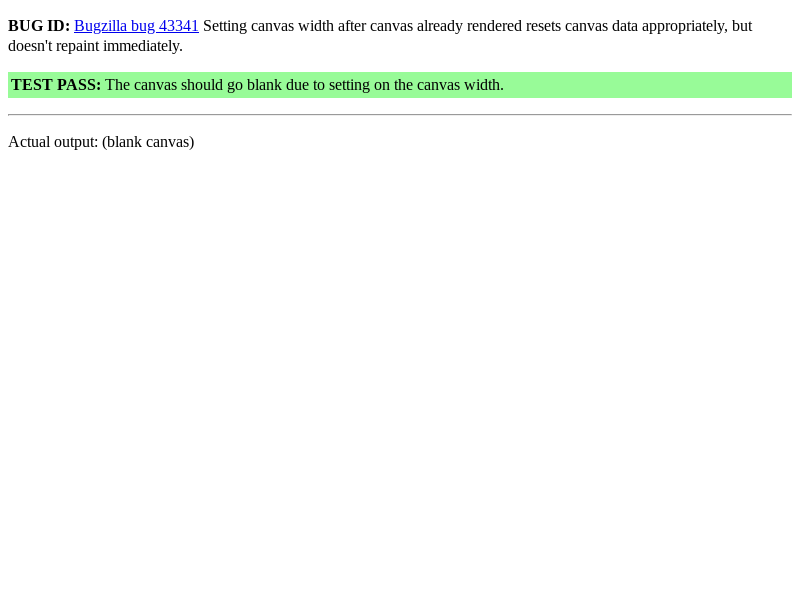 BUG ID: Bugzilla bug 43341 Setting canvas width after canvas already rendered resets canvas data appropriately, but
doesn't repaint immediately.
TEST PASS: The canvas should go blank due to setting on the canvas width.
Actual output: (blank canvas)